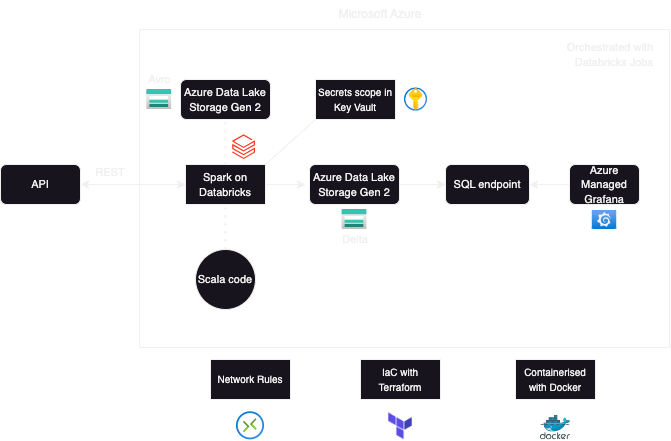 Microsoft Azure
Orchestrated with
Databricks Jobs
Avro
Azure Data Lake
Storage Gen 2
Secrets scope in
Key Vault
API
REST
Spark on
Databricks
Azure Data Lake
Storage Gen 2
SQL endpoint
Azure
Managed
Grafana
Delta
Scala code
Network Rules
IaC with
Terraform
Containerised
with Docker
docker